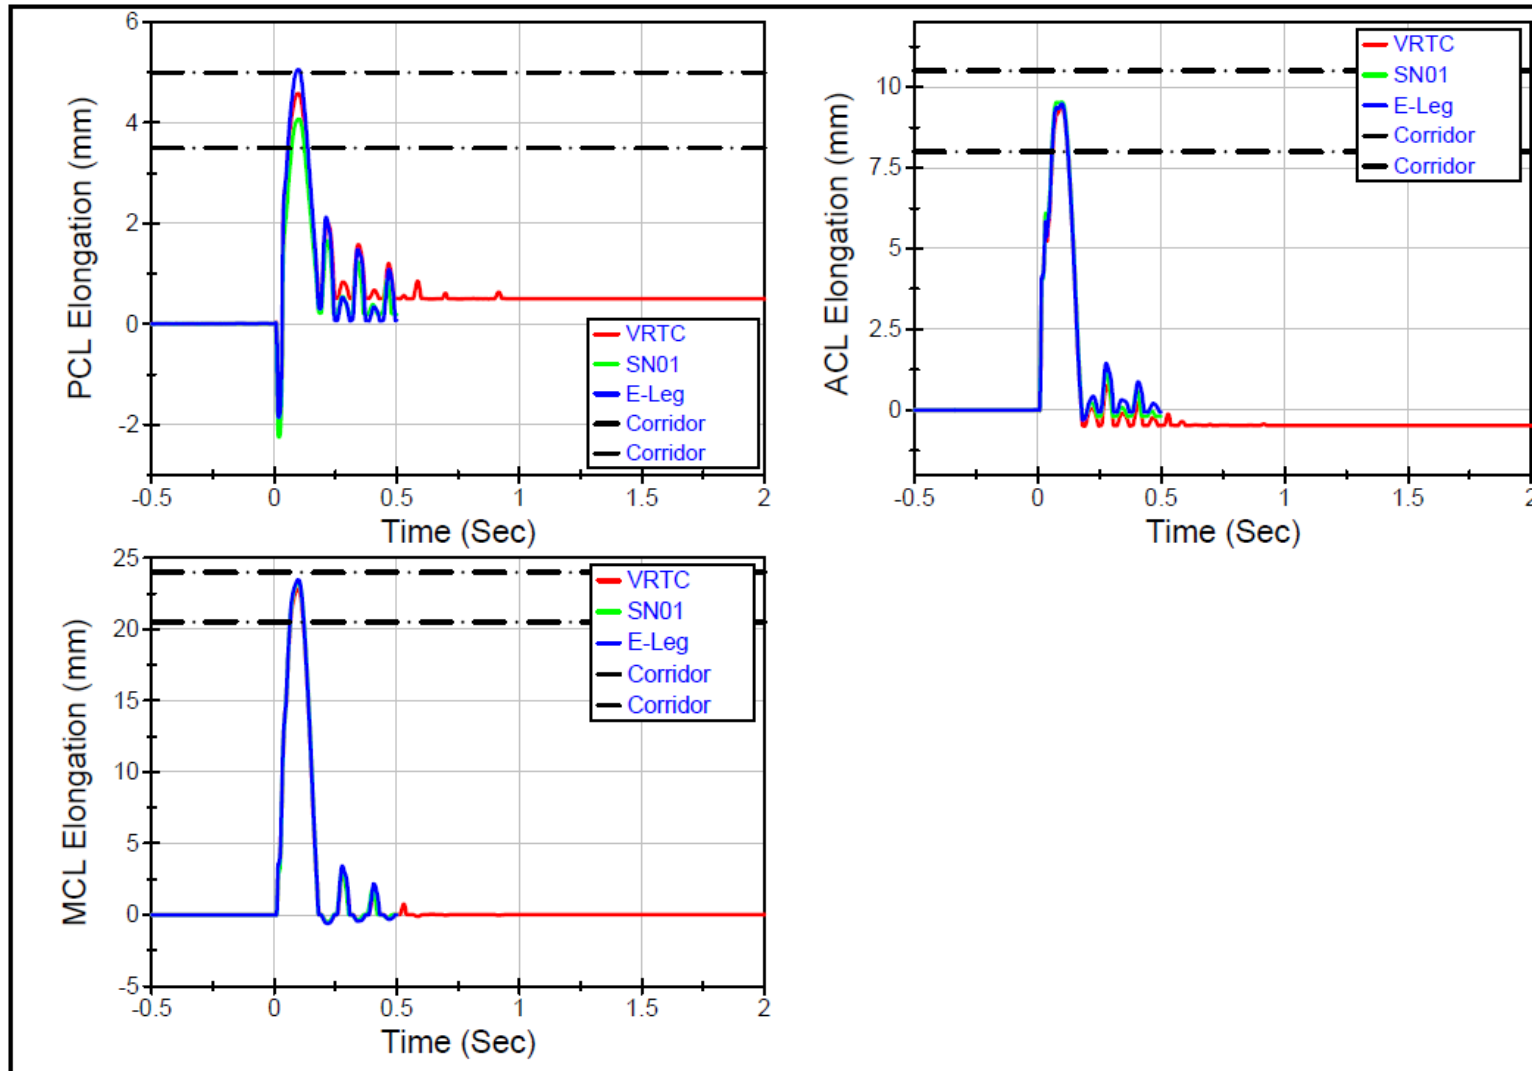 6
4
2
0
-2
PCL Elongation (mm)
VRTC
SN01
E-Leg
Corridor
Corridor
-0.5
0
0.5
1
1.5
2
Time (Sec)
10
7.5
5
2.5
0
ACL Elongation (mm)
VRTC
SN01
E-Leg
Corridor
Corridor
-0.5
0
0.5
1
1.5
2
Time (Sec)
25
20
15
10
5
0
-5
MCL Elongation (mm)
VRTC
SN01
E-Leg
Corridor
Corridor
-0.5
0
0.5
1
1.5
2
Time (Sec)